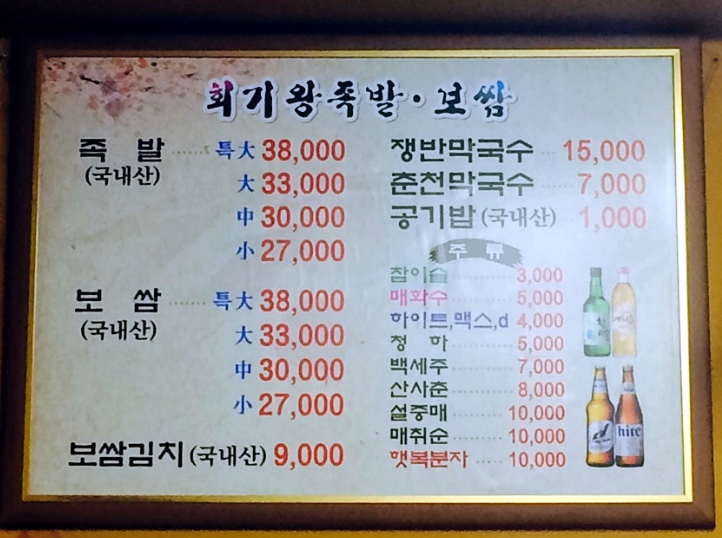 회기왕족발·보쌈
족 발 ······ 특大 38,000
(국내산)
大 33,000
中 30,000
小 27,000
보 쌈 ······ 특大 38,000
(국내산)
大 33,000
中 30,000
小 27,000
보쌈김치(국내산) 9,000
쟁반막국수 ·· 15,000
춘천막국수 ···· 7,000
공기밥(국내산) ·· 1,000
주 류
참이슬 ········ 3,000
매화수 ········ 5,000
하이트,맥스,d 4,000
청 하 ········ 5,000
백세주 ········ 7,000
산사춘 ········ 8,000
설중매 ······· 10,000
매취순 ······· 10,000
햇복분자 ····· 10,000
hite